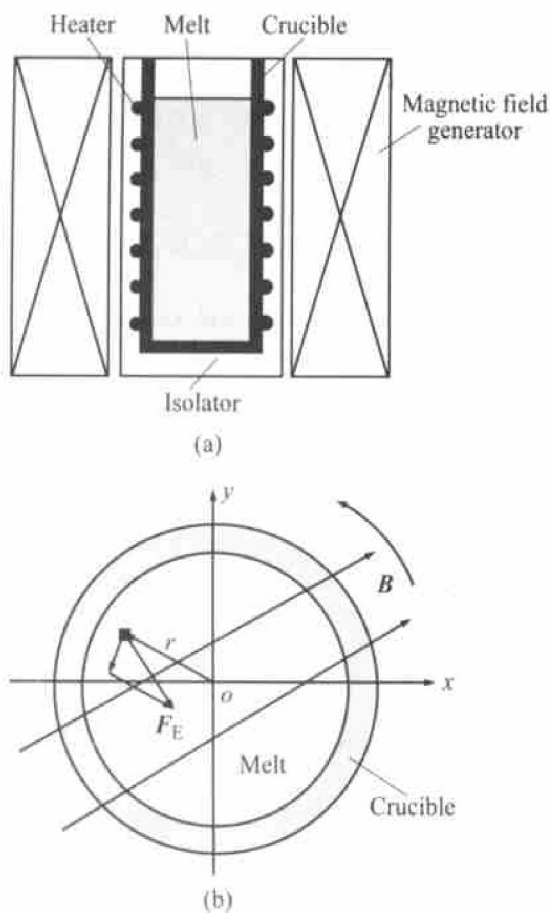 Heater
Melt
Crucible
Magnetic field
generator
Isolator
(a)
y
B
r
o
x
F_E
Melt
Crucible
(b)